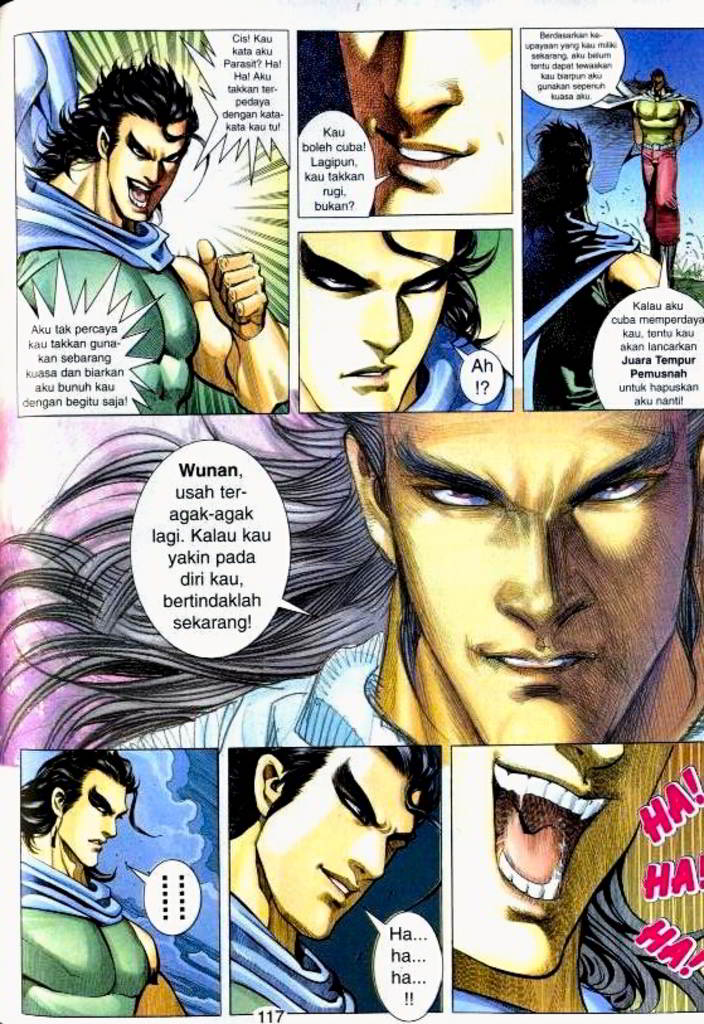 Cis! Kau
kata aku
Parasit? Ha!
Ha! Aku
takkan ter-
pedaya
dengan kata-
kata kau tu!
Aku tak percaya
kau takkan guna-
kan sebarang
kuasa dan biarkan
aku bunuh kau
dengan begitu saja!
Kau
boleh cuba!
Lagipun,
kau takkan
rugi,
bukan?
Ah
!?
Berdasarkan ke-
upayaan yang kau miliki
sekarang, aku belum
tentu tewaskan
kau biarpun aku
gunakan sepenuh
kuasa aku.
Kalau aku
cuba memperdaya
kau, tentu kau
akan lancarkan
Juara Tempur
Pemusnah
untuk hapuskan
aku nanti!
Wunan,
usah ter-
agak-agak
lagi. Kalau kau
yakin pada
diri kau,
bertindaklah
sekarang!
Ha...
ha...
ha...
!!
HA!
HA!
HA!
117